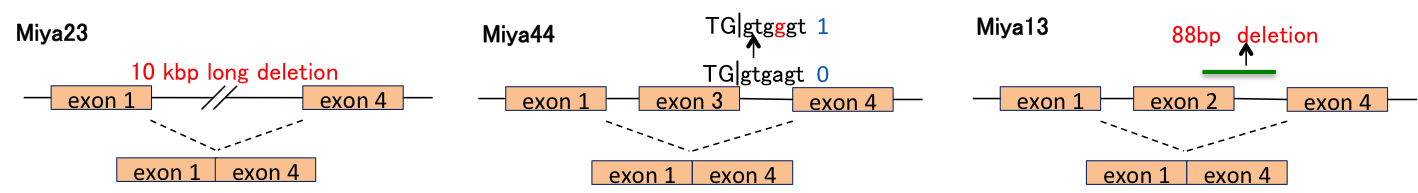 Miya23
10 kbp long deletion
exon 1
exon 4
exon 1 exon 4
Miya44
TG|gtgggt 1
TG|gtgagt 0
exon 1
exon 3
exon 4
exon 1 exon 4
Miya13
88bp deletion
exon 1
exon 2
exon 4
exon 1 exon 4